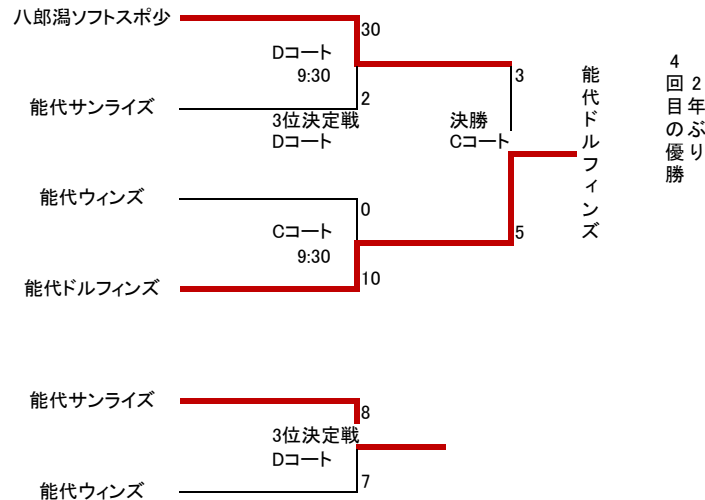 八郎潟ソフトスポ少
30
Dコート
9:30
3
2
能代サンライズ
3位決定戦
Dコート
決勝
Cコート
能代ドルフィンズ
2年ぶり
4回目の優勝
能代ウィンズ
0
Cコート
9:30
5
10
能代ドルフィンズ
能代サンライズ
8
3位決定戦
Dコート
7
能代ウィンズ